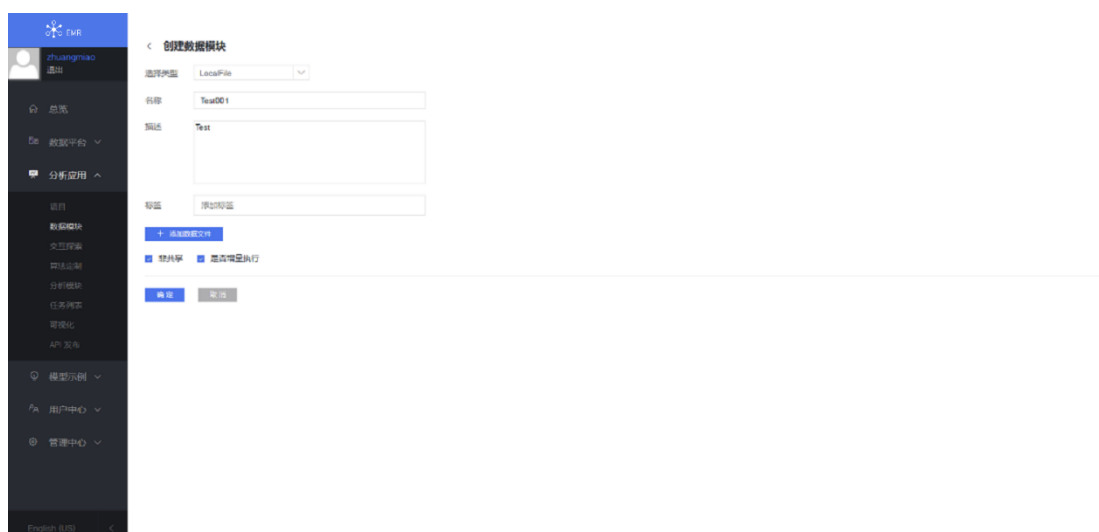 EMR
zhuangmiao
退出
总览
数据平台
分析应用
项目
数据模块
交互探索
算法定制
分析模块
任务列表
可视化
API 发布
模型示例
用户中心
管理中心
English (US)
创建数据模块
选择类型 LocalFile
名称 Test001
描述 Test
标签 添加标签
+ 添加数据文件
是否增量执行
确定 取消